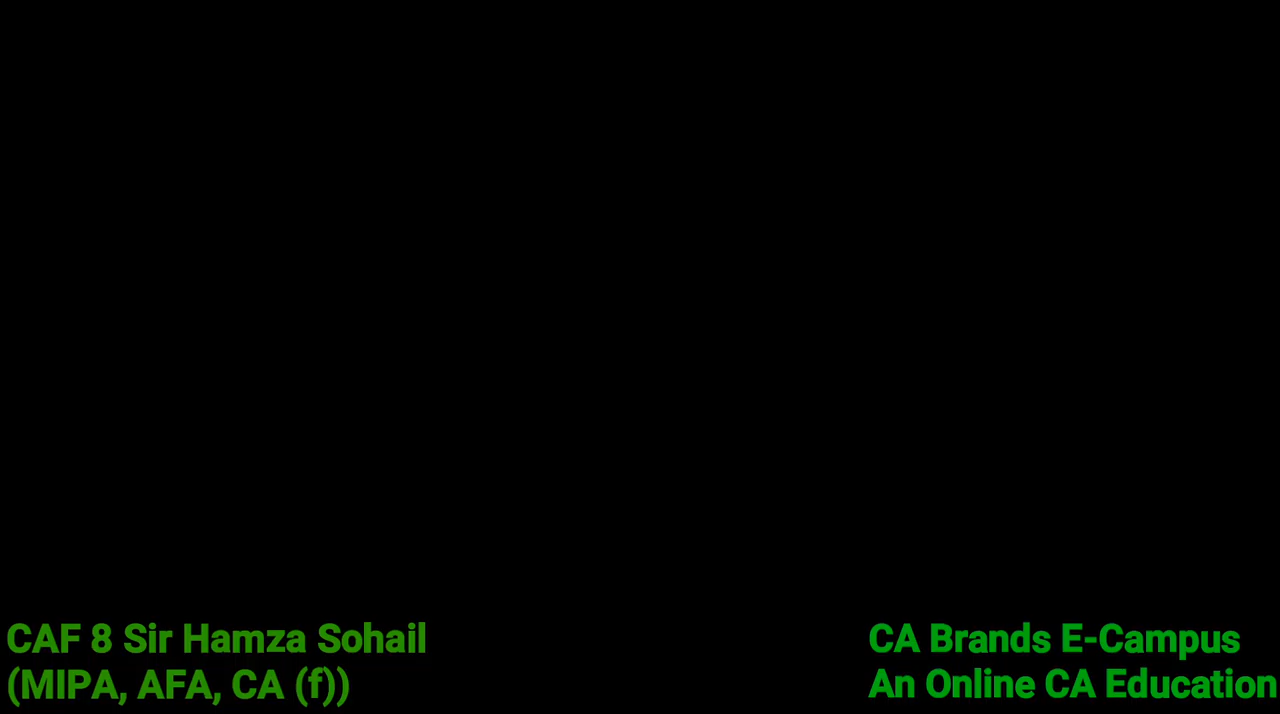 CAF 8 Sir Hamza Sohail
(MIPA, AFA, CA (f))
CA Brands E-Campus
An Online CA Education